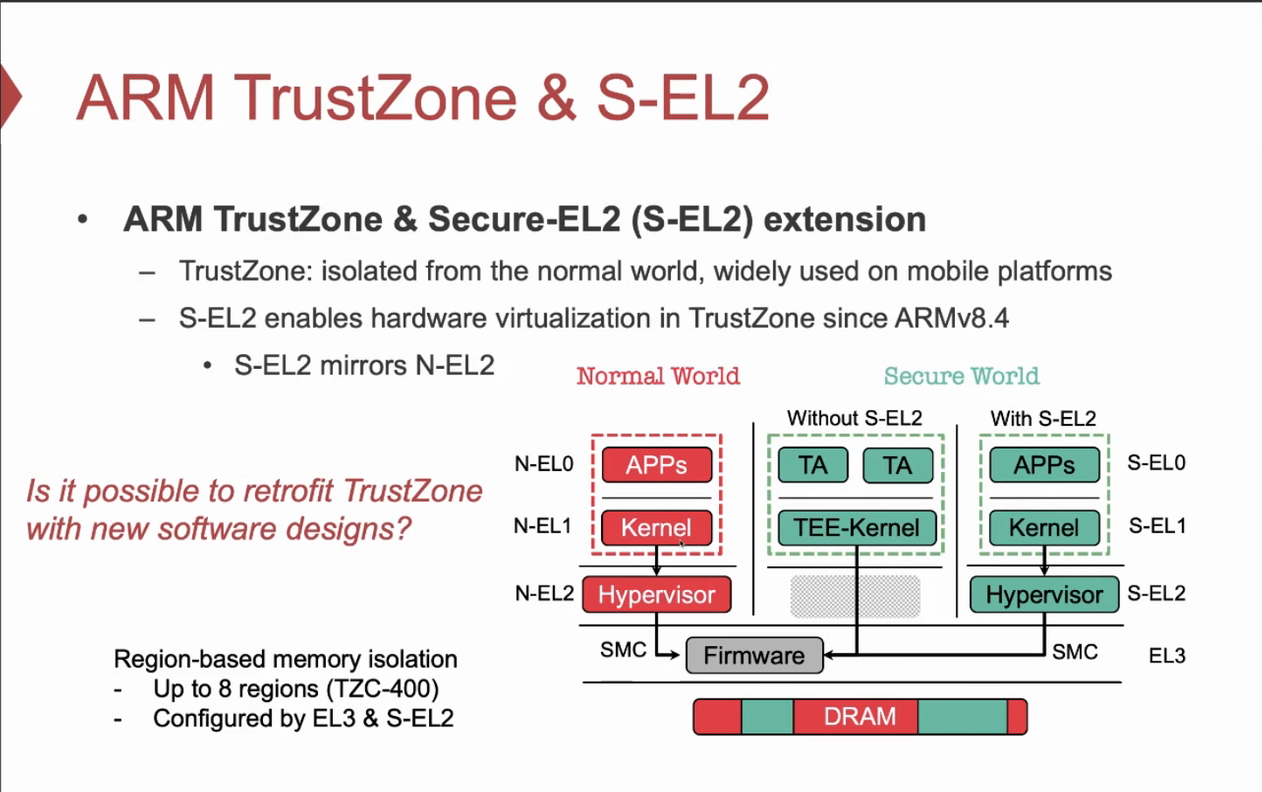 ARM TrustZone & S-EL2
• ARM TrustZone & Secure-EL2 (S-EL2) extension
– TrustZone: isolated from the normal world, widely used on mobile platforms
– S-EL2 enables hardware virtualization in TrustZone since ARMv8.4
• S-EL2 mirrors N-EL2
Is it possible to retrofit TrustZone
with new software designs?
Region-based memory isolation
- Up to 8 regions (TZC-400)
- Configured by EL3 & S-EL2
Normal World
Secure World
Without S-EL2
With S-EL2
N-EL0
APPs
TA
TA
APPs
S-EL0
N-EL1
Kernel
TEE-Kernel
Kernel
S-EL1
N-EL2
Hypervisor
Hypervisor
S-EL2
SMC
Firmware
SMC
EL3
DRAM